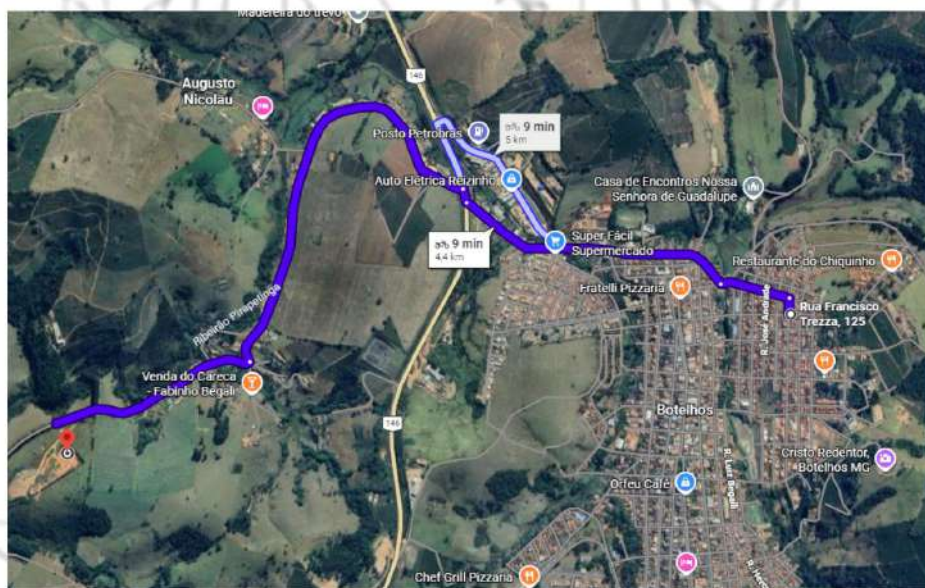 Madereira do trevo
146
Augusto
Nicolau
Posto Petrobras
9 min
5 km
Auto Elétrica Reizinho
Casa de Encontros Nossa
Senhora de Guadalupe
9 min
4,4 km
Super Fácil
Supermercado
Restaurante do Chiquinho
Fratelli Pizzaria
Rua Francisco
Trezza, 125
R. José Andrade
Ribeirão Pirapetinga
Venda do Careca
- Fabinho Begali
Botelhos
146
Cristo Redentor,
Botelhos MG
R. Luiz Begali
Orfeu Café
Chef Grill Pizzaria